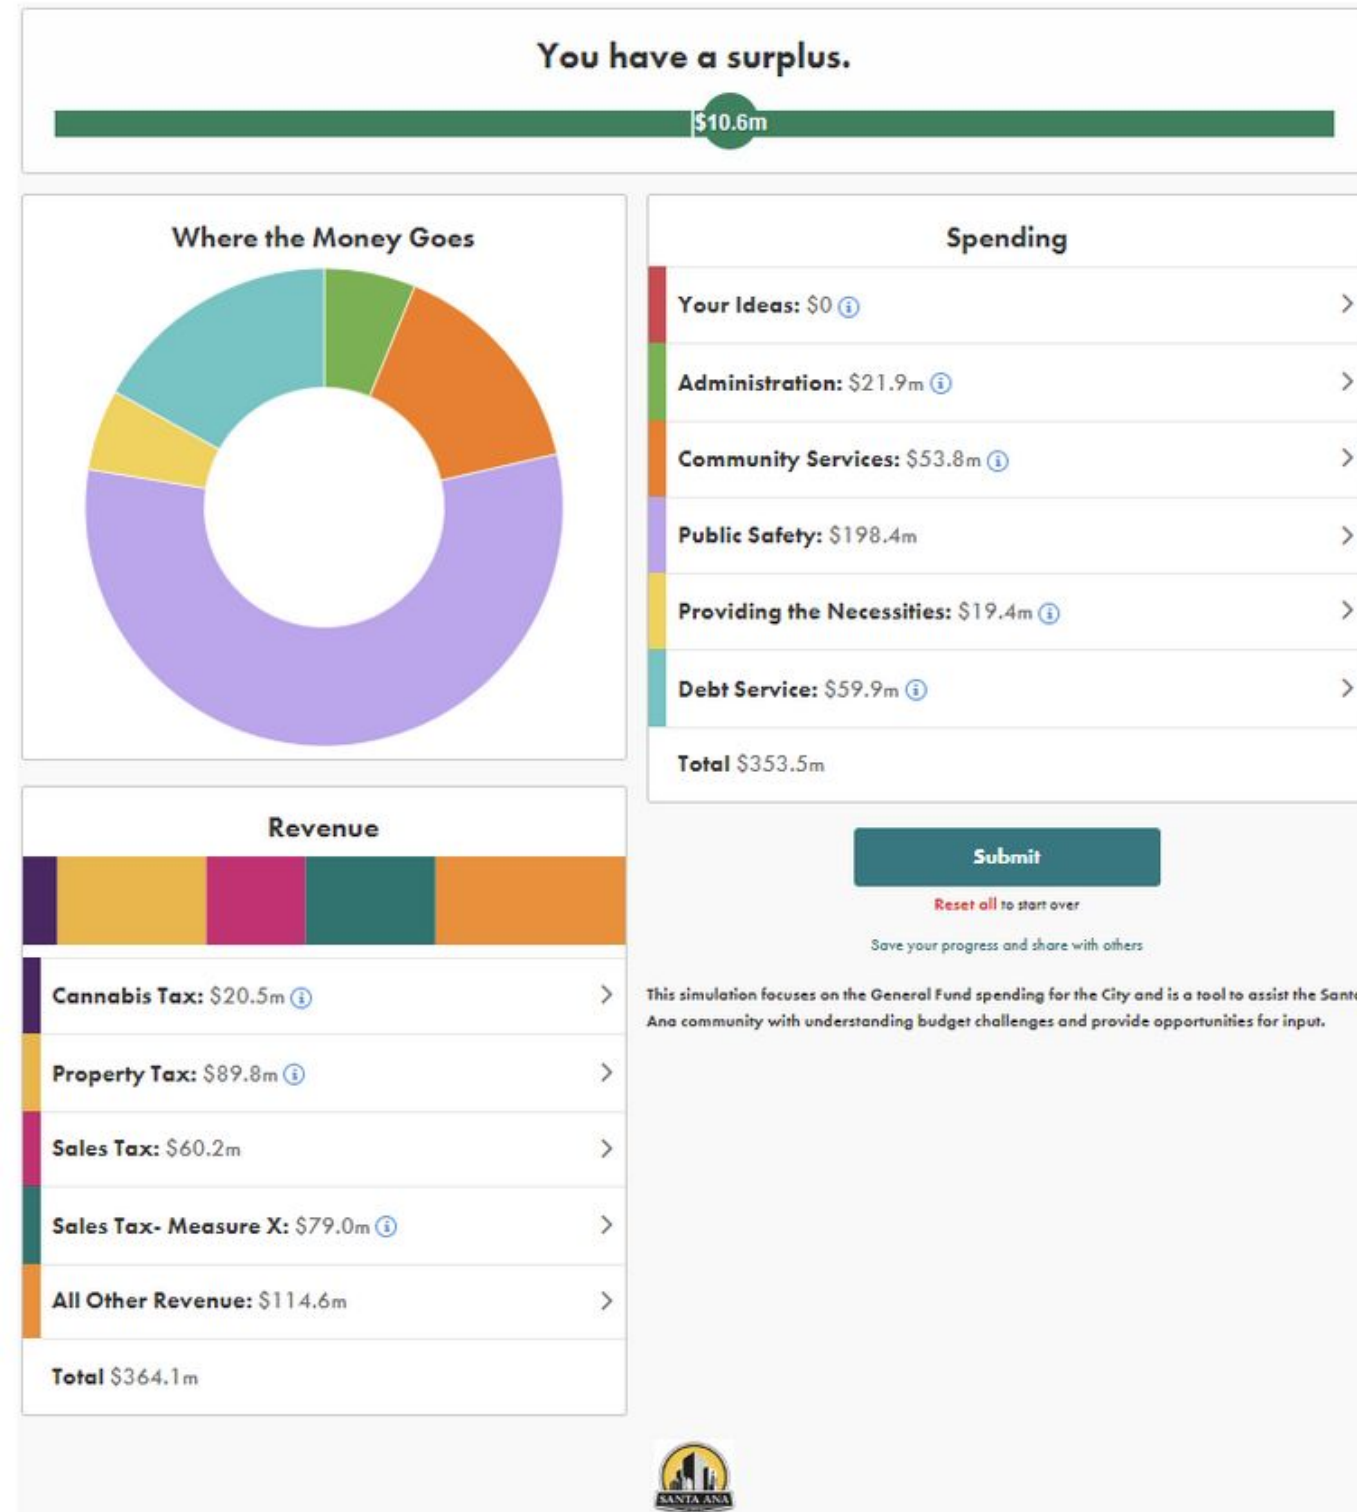 You have a surplus.
$10.6m
Where the Money Goes
Spending
Your Ideas: $0
Administration: $21.9m
Community Services: $53.8m
Public Safety: $198.4m
Providing the Necessities: $19.4m
Debt Service: $59.9m
Total $353.5m
Submit
Reset all to start over
Save your progress and share with others
This simulation focuses on the General Fund spending for the City and is a tool to assist the Santa
Ana community with understanding budget challenges and provide opportunities for input.
Revenue
Cannabis Tax: $20.5m
Property Tax: $89.8m
Sales Tax: $60.2m
Sales Tax- Measure X: $79.0m
All Other Revenue: $114.6m
Total $364.1m
SANTA ANA